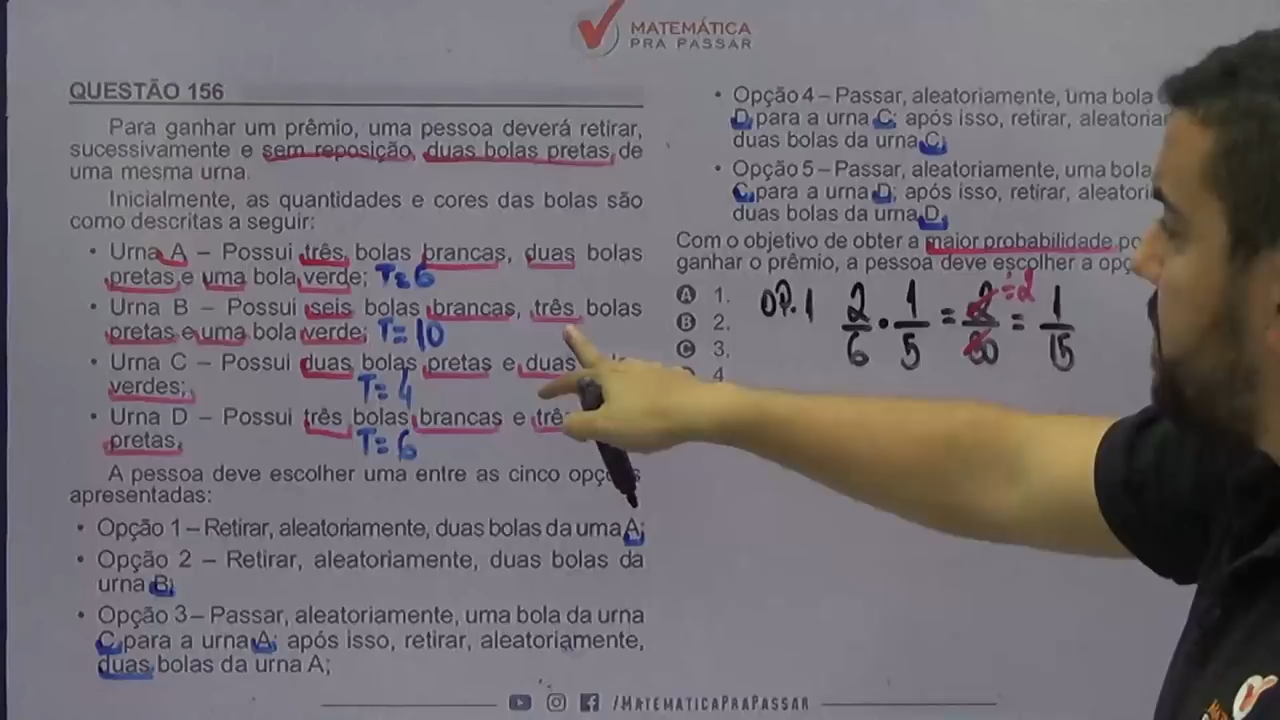 MATEMÁTICA
PRA PASSAR
QUESTÃO 156
Para ganhar um prêmio, uma pessoa deverá retirar,
sucessivamente e sem reposição, duas bolas pretas de
uma mesma urna.
Inicialmente, as quantidades e cores das bolas são
como descritas a seguir:
• Urna A – Possui três bolas brancas, duas bolas
pretas e uma bola verde; T=6
• Urna B – Possui seis bolas brancas, três bolas
pretas e uma bola verde; T=10
• Urna C – Possui duas bolas pretas e duas
verdes; T=4
• Urna D – Possui três bolas brancas e
pretas. T=6
A pessoa deve escolher uma entre as cinco
apresentadas:
• Opção 1 – Retirar, aleatoriamente, duas bolas da urna A;
• Opção 2 – Retirar, aleatoriamente, duas bolas da
urna B;
• Opção 3 – Passar, aleatoriamente, uma bola da urna
C para a urna A; após isso, retirar, aleatoriamente,
duas bolas da urna A;
• Opção 4 – Passar, aleatoriamente, uma bola
D para a urna C; após isso, retirar,
duas bolas da urna C;
• Opção 5 – Passar, aleatoriamente, uma bola
C para a urna D; após isso, retirar,
duas bolas da urna D.
Com o objetivo de obter a maior probabilidade
ganhar o prêmio, a pessoa deve escolher a
A 1.
B 2.
C 3.
4.
OP.1 2/6 · 1/5 = 2/30 = 1/15
÷2
/MATEMATICAPRAPASSAR
MATEMÁTICA